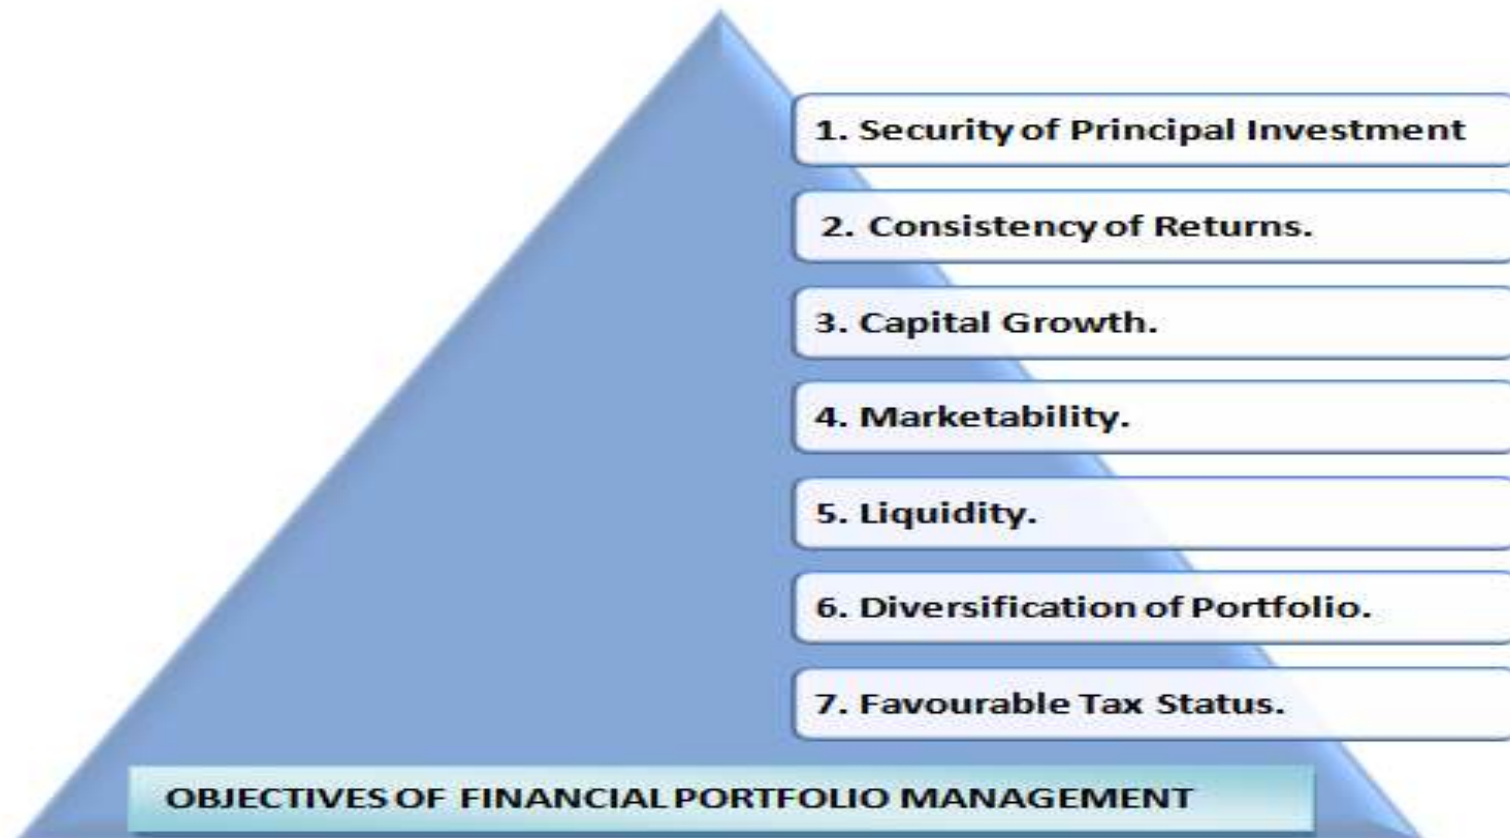 1. Security of Principal Investment
2. Consistency of Returns.
3. Capital Growth.
4. Marketability.
5. Liquidity.
6. Diversification of Portfolio.
7. Favourable Tax Status.
OBJECTIVES OF FINANCIAL PORTFOLIO MANAGEMENT